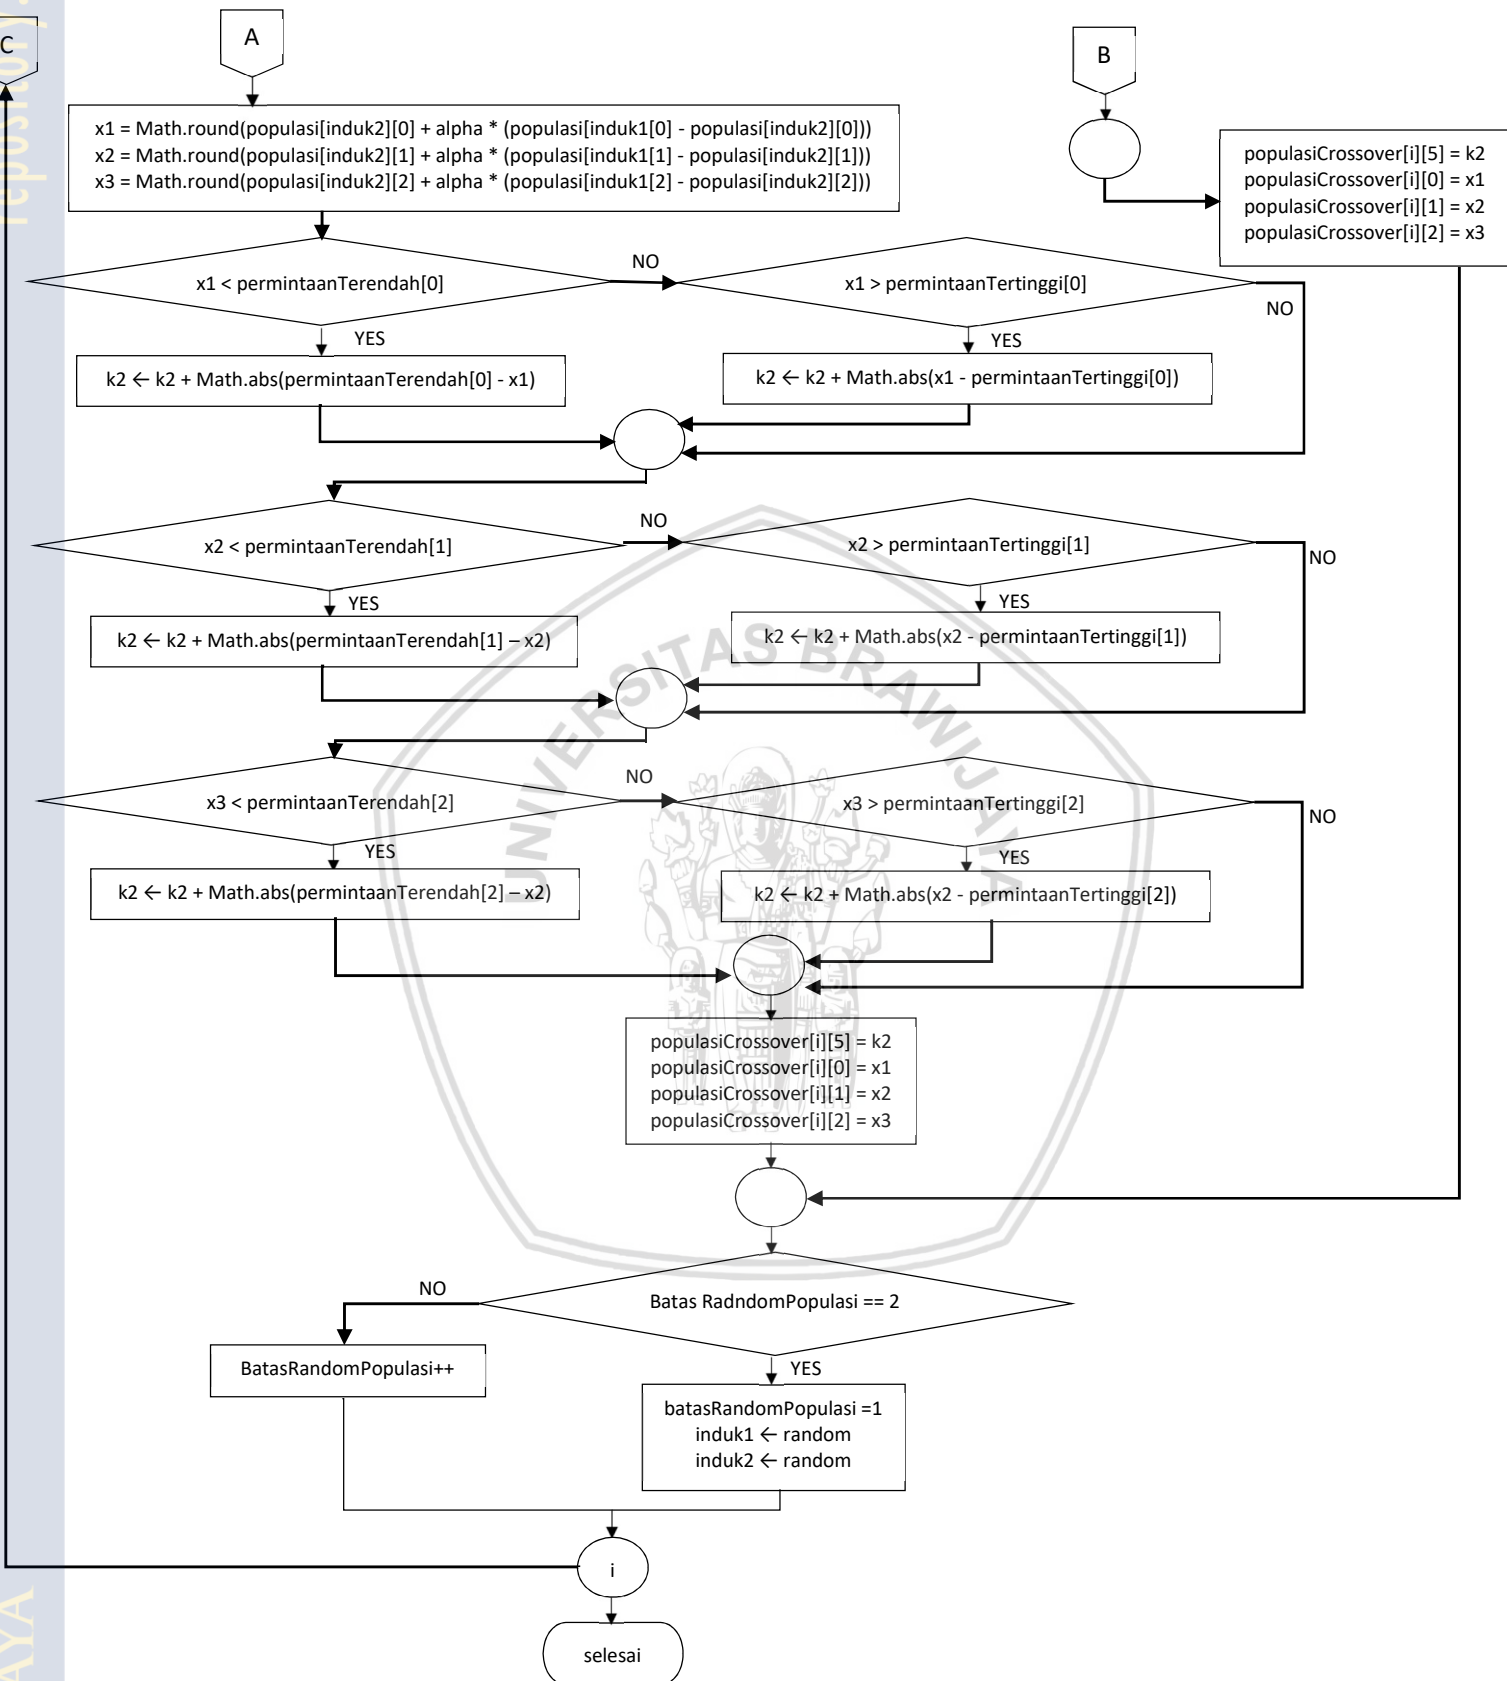 C
A
B
x1 = Math.round(populasi[induk2][0] + alpha * (populasi[induk1[0] - populasi[induk2][0]))
x2 = Math.round(populasi[induk2][1] + alpha * (populasi[induk1[1] - populasi[induk2][1]))
x3 = Math.round(populasi[induk2][2] + alpha * (populasi[induk1[2] - populasi[induk2][2]))
populasiCrossover[i][5] = k2
populasiCrossover[i][0] = x1
populasiCrossover[i][1] = x2
populasiCrossover[i][2] = x3
x1 < permintaanTerendah[0]
NO
x1 > permintaanTertinggi[0]
NO
YES
YES
k2 ← k2 + Math.abs(permintaanTerendah[0] - x1)
k2 ← k2 + Math.abs(x1 - permintaanTertinggi[0])
x2 < permintaanTerendah[1]
NO
x2 > permintaanTertinggi[1]
NO
YES
YES
k2 ← k2 + Math.abs(permintaanTerendah[1] – x2)
k2 ← k2 + Math.abs(x2 - permintaanTertinggi[1])
x3 < permintaanTerendah[2]
NO
x3 > permintaanTertinggi[2]
NO
YES
YES
k2 ← k2 + Math.abs(permintaanTerendah[2] – x2)
k2 ← k2 + Math.abs(x2 - permintaanTertinggi[2])
populasiCrossover[i][5] = k2
populasiCrossover[i][0] = x1
populasiCrossover[i][1] = x2
populasiCrossover[i][2] = x3
Batas RadndomPopulasi == 2
NO
BatasRandomPopulasi++
YES
batasRandomPopulasi =1
induk1 ← random
induk2 ← random
i
selesai
UNIVERSITAS BRAWIJAYA
repository.
AYA